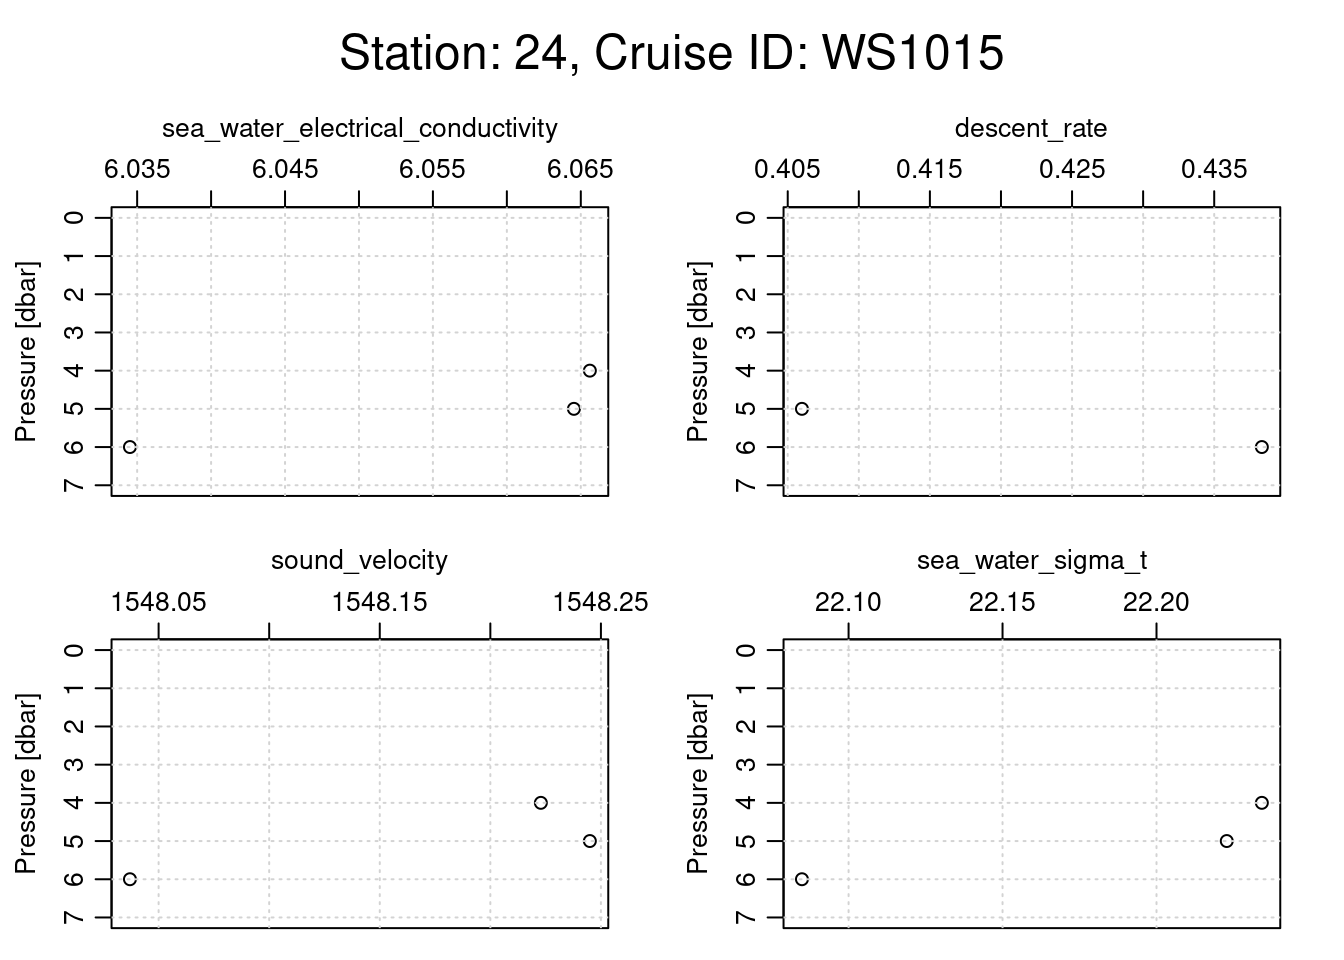 Station: 24, Cruise ID: WS1015
sea_water_electrical_conductivity
6.035 6.045 6.055 6.065
Pressure [dbar]
0
1
2
3
4
5
6
7
descent_rate
0.405 0.415 0.425 0.435
Pressure [dbar]
0
1
2
3
4
5
6
7
sound_velocity
1548.05 1548.15 1548.25
Pressure [dbar]
0
1
2
3
4
5
6
7
sea_water_sigma_t
22.10 22.15 22.20
Pressure [dbar]
0
1
2
3
4
5
6
7